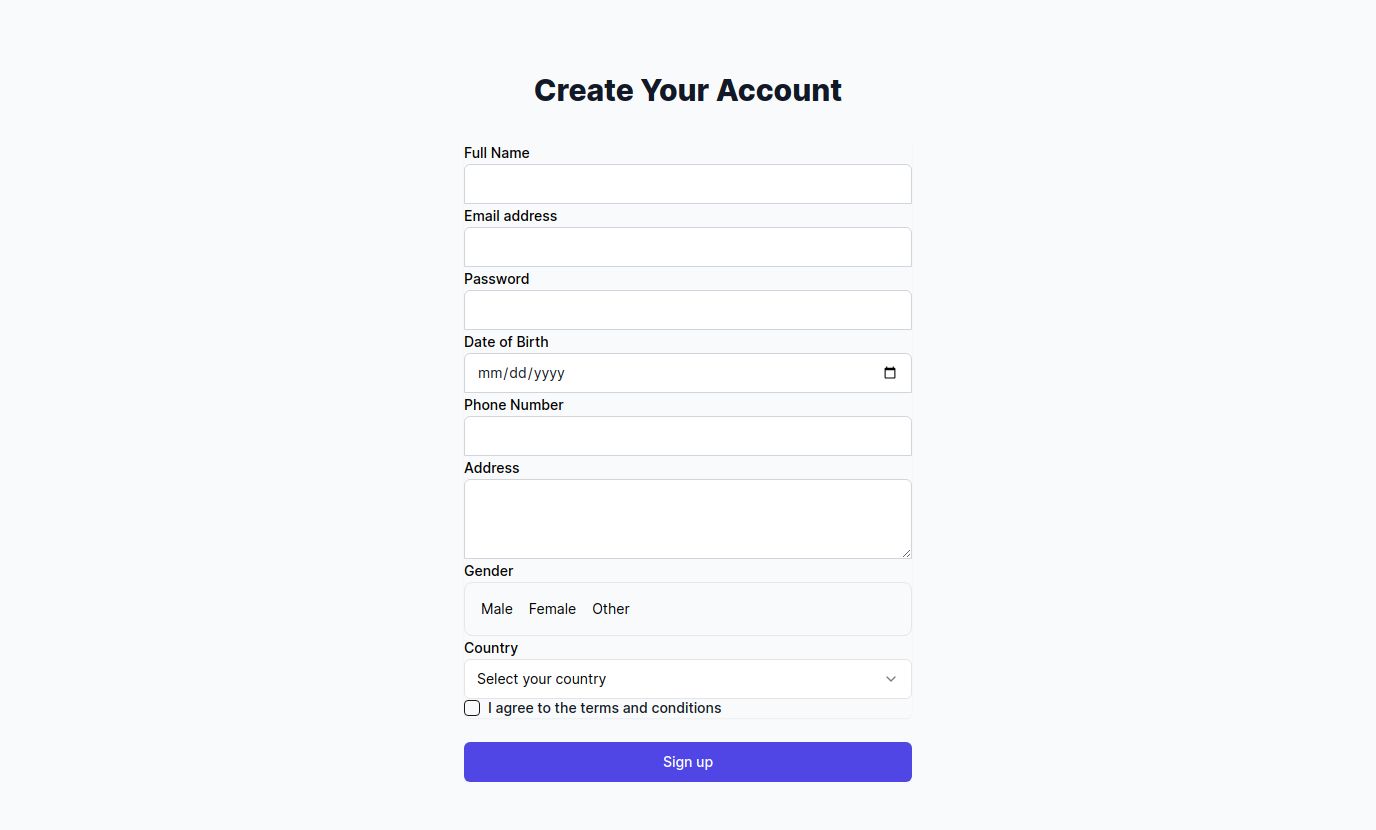 Create Your Account
Full Name
Email address
Password
Date of Birth
mm/dd/yyyy
Phone Number
Address
Gender
Male Female Other
Country
Select your country
I agree to the terms and conditions
Sign up